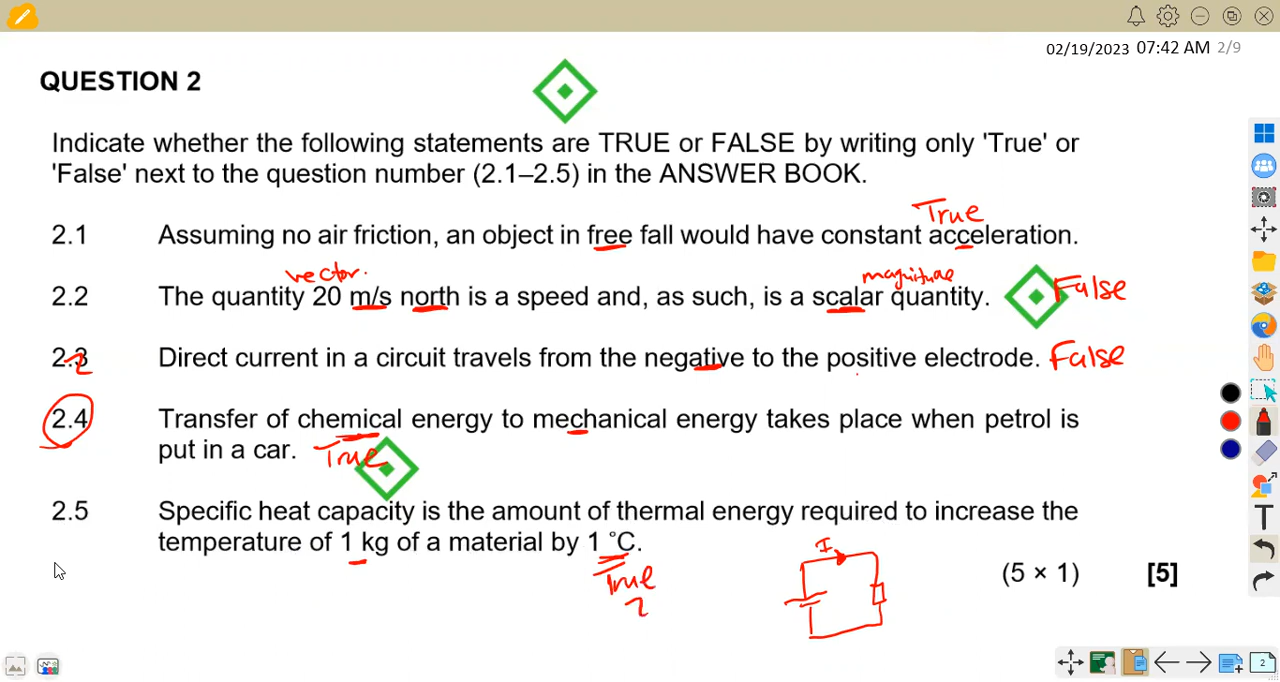 02/19/2023 07:42 AM 2/9
QUESTION 2
Indicate whether the following statements are TRUE or FALSE by writing only 'True' or
'False' next to the question number (2.1–2.5) in the ANSWER BOOK.
True
2.1 Assuming no air friction, an object in free fall would have constant acceleration.
vector. magnitude
2.2 The quantity 20 m/s north is a speed and, as such, is a scalar quantity. False
2.3 Direct current in a circuit travels from the negative to the positive electrode. False
2.4 Transfer of chemical energy to mechanical energy takes place when petrol is
put in a car. True
2.5 Specific heat capacity is the amount of thermal energy required to increase the
temperature of 1 kg of a material by 1 °C.
I
True
(5 × 1) [5]
2
T
2